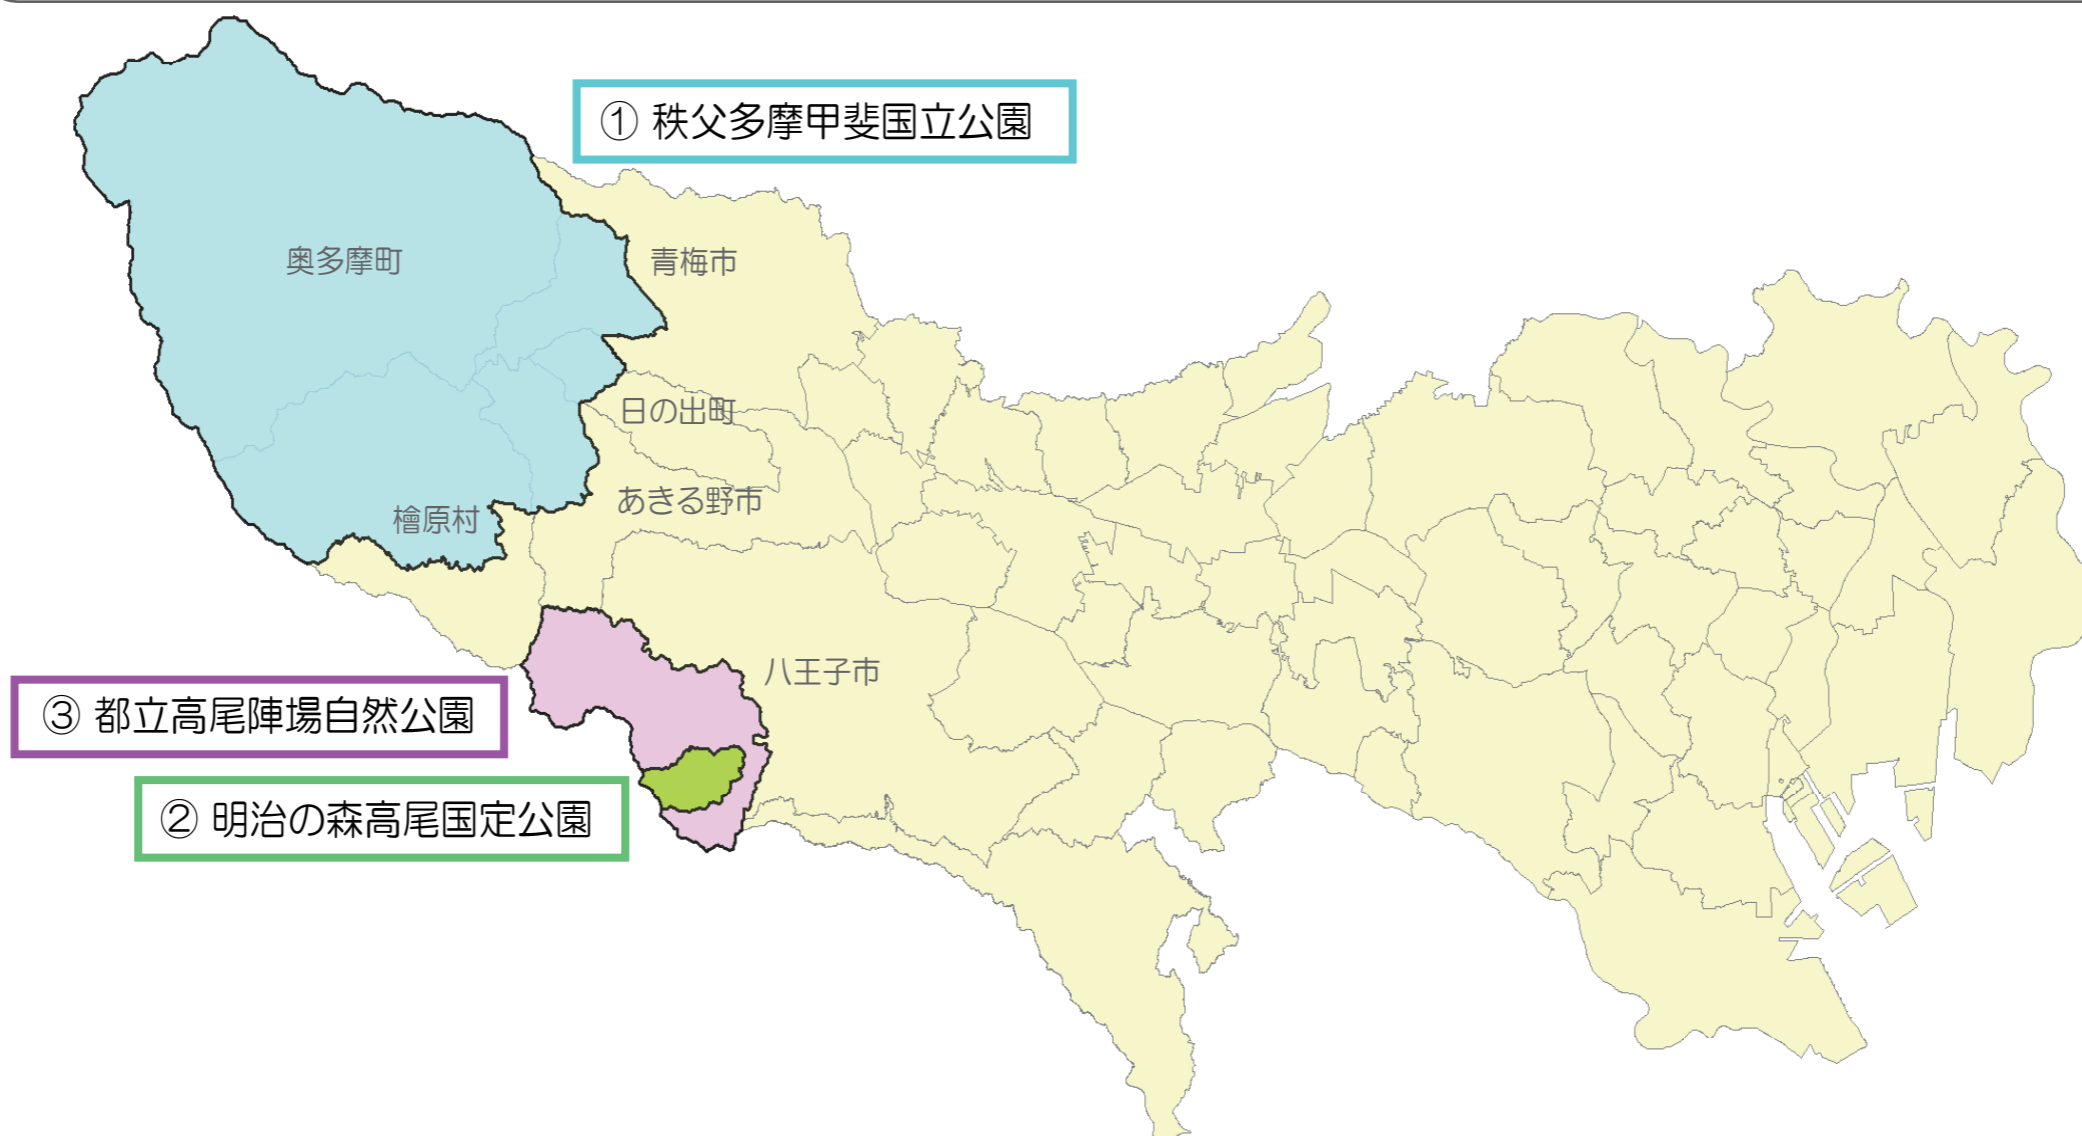 ① 秩父多摩甲斐国立公園
奥多摩町
青梅市
日の出町
あきる野市
檜原村
八王子市
③ 都立高尾陣場自然公園
② 明治の森高尾国定公園